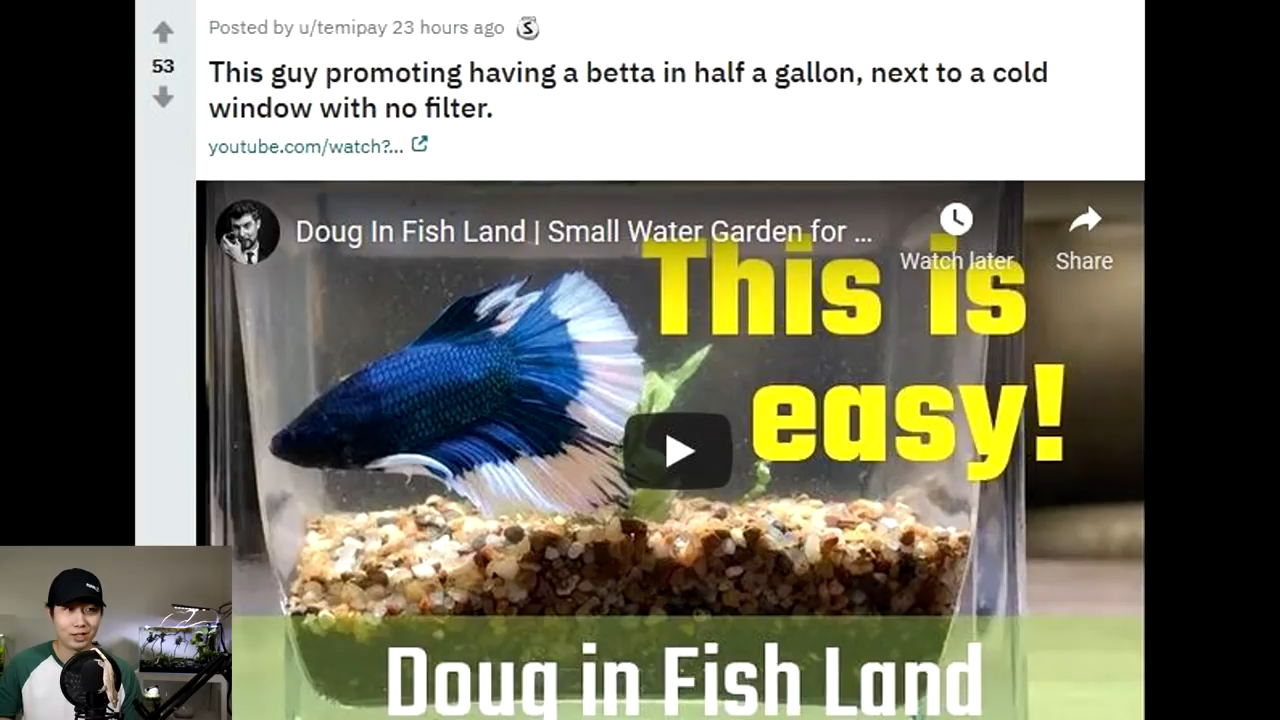 Posted by u/temipay 23 hours ago
53
This guy promoting having a betta in half a gallon, next to a cold
window with no filter.
youtube.com/watch?...
Doug In Fish Land | Small Water Garden for ...
Watch later
Share
This is
easy!
Doug in Fish Land